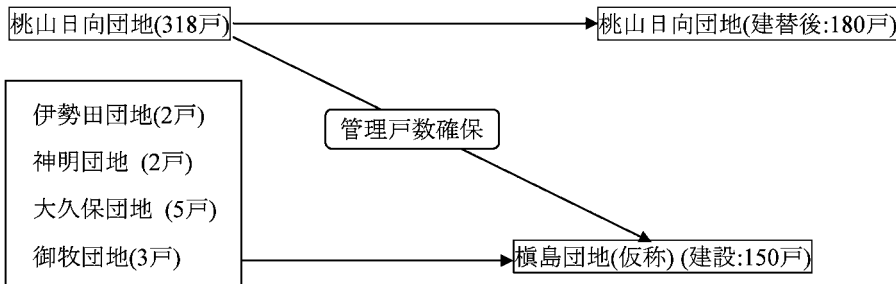 桃山日向団地(318戸)
桃山日向団地(建替後:180戸)
伊勢田団地(2戸)
神明団地 (2戸)
大久保団地 (5戸)
御牧団地(3戸)
管理戸数確保
槇島団地(仮称) (建設:150戸)